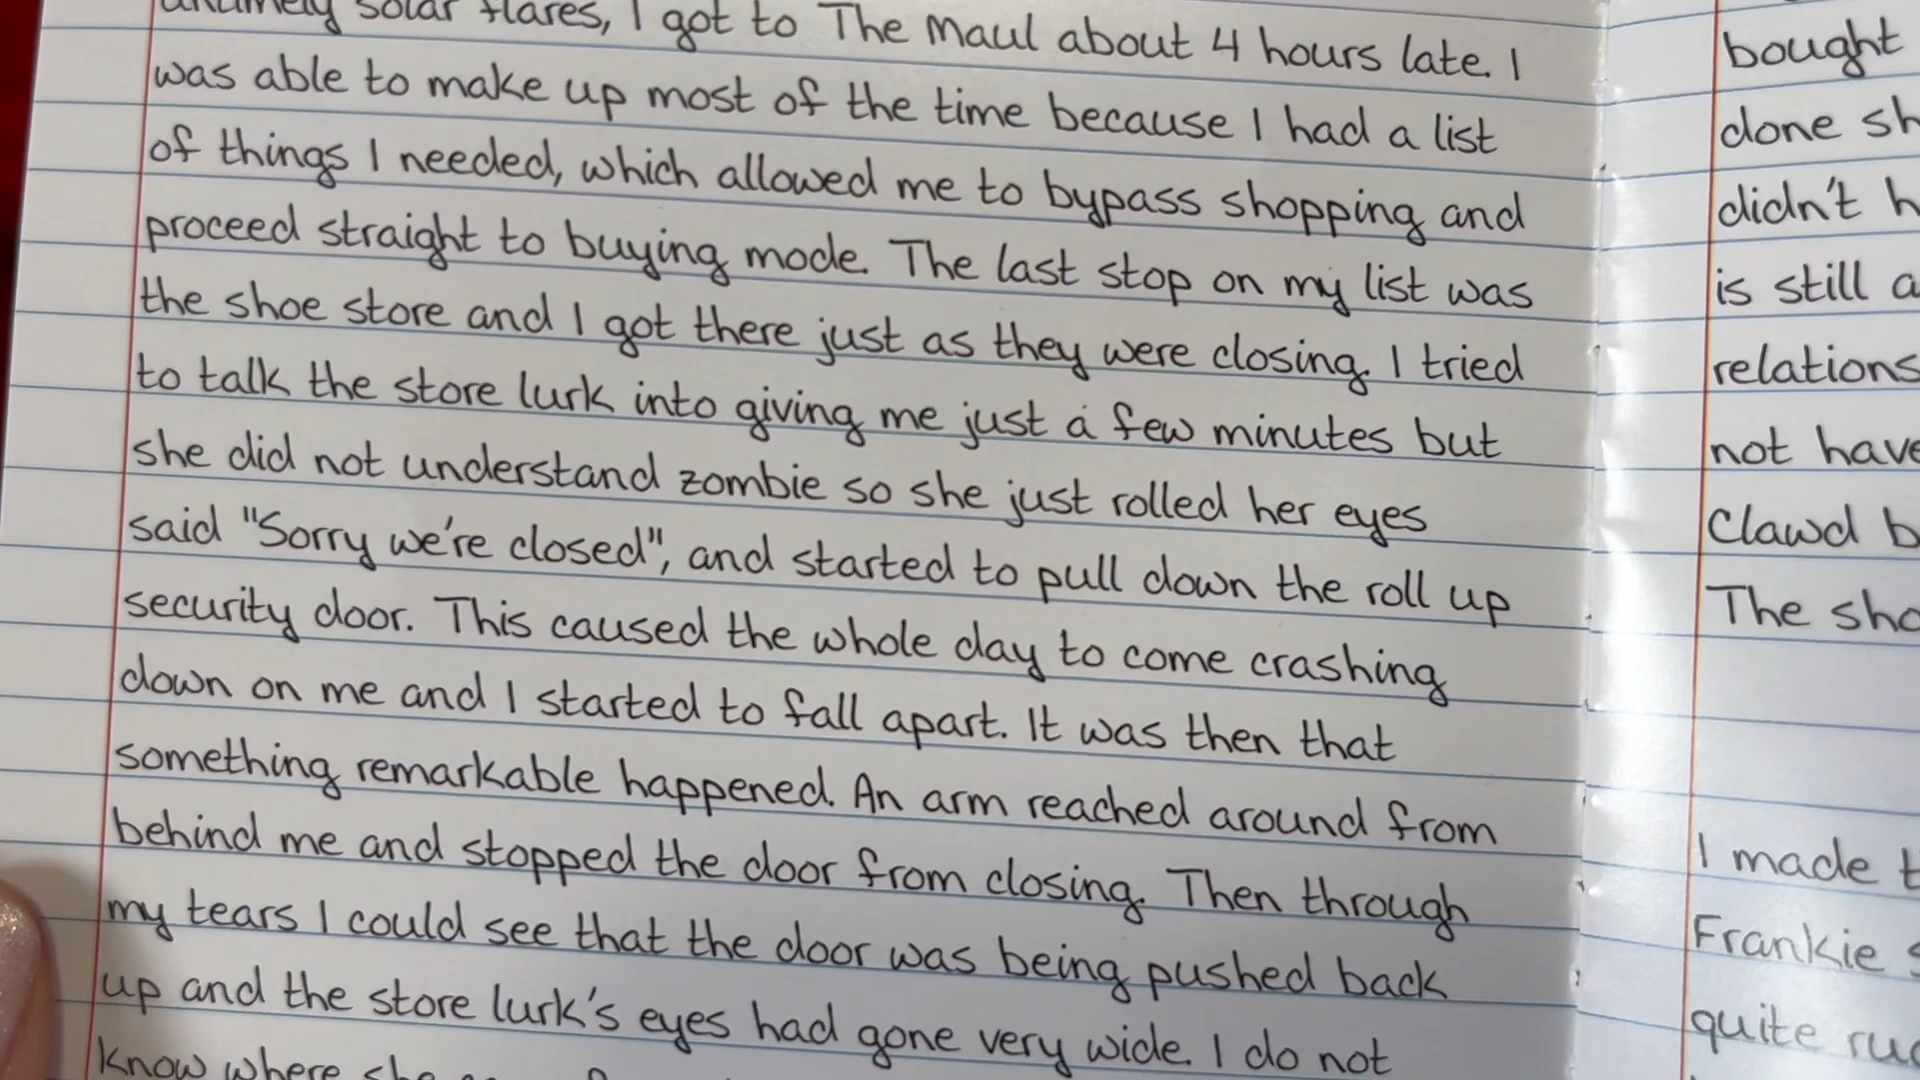 untimely solar flares, I got to The Maul about 4 hours late. I
was able to make up most of the time because I had a list
of things I needed, which allowed me to bypass shopping and
proceed straight to buying mode. The last stop on my list was
the shoe store and I got there just as they were closing. I tried
to talk the store lurk into giving me just a few minutes but
she did not understand zombie so she just rolled her eyes
said "Sorry we're closed", and started to pull down the roll up
security door. This caused the whole day to come crashing
down on me and I started to fall apart. It was then that
something remarkable happened. An arm reached around from
behind me and stopped the door from closing. Then through
my tears I could see that the door was being pushed back
up and the store lurk's eyes had gone very wide. I do not
know where she
bought
done sh
didn't h
is still a
relations
not have
Clawd b
The sho
I made t
Frankie s
quite ru